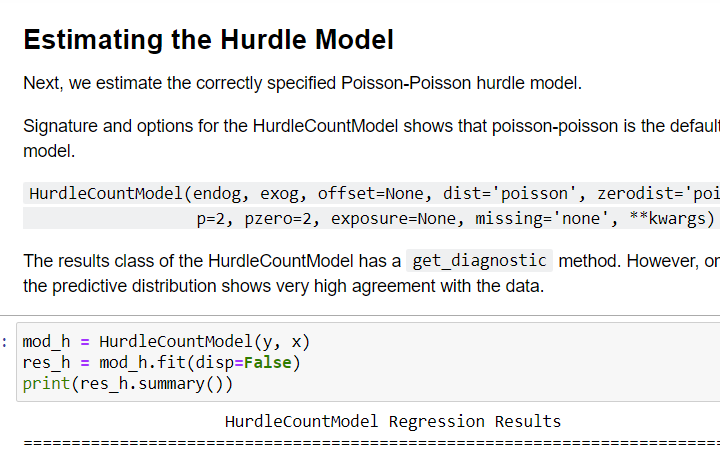 Estimating the Hurdle Model
Next, we estimate the correctly specified Poisson-Poisson hurdle model.
Signature and options for the HurdleCountModel shows that poisson-poisson is the default
model.
HurdleCountModel(endog, exog, offset=None, dist='poisson', zerodist='poi
p=2, pzero=2, exposure=None, missing='none', **kwargs)
The results class of the HurdleCountModel has a get_diagnostic method. However, or
the predictive distribution shows very high agreement with the data.
: mod_h = HurdleCountModel(y, x)
res_h = mod_h.fit(disp=False)
print(res_h.summary())
HurdleCountModel Regression Results
==============================================================================